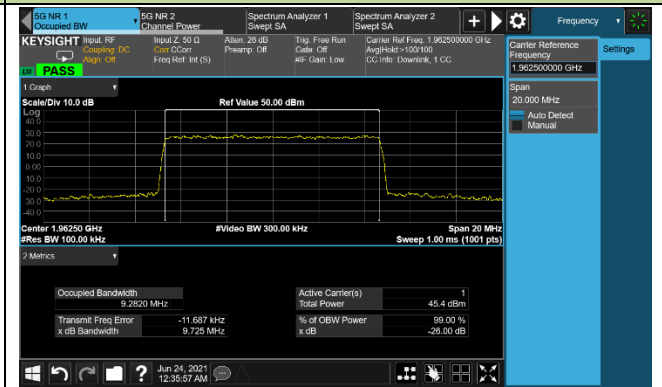 5G NR 1
Occupied BW
5G NR 2
Channel Power
Spectrum Analyzer 1
Swept SA
Spectrum Analyzer 2
Swept SA
Frequency
KEYSIGHT
Input: RF
Coupling: DC
Align: Off
Input Z: 50 Ω
Corr CCorr
Freq Ref: Int (S)
Atten: 26 dB
Preamp: Off
Trig: Free Run
Gate: Off
#IF Gain: Low
Carrier Ref Freq: 1.962500000 GHz
Avg|Hold:>100/100
CC Info: Downlink, 1 CC
LXI
PASS
Carrier Reference Frequency
1.962500000 GHz
Settings
Span
20.000 MHz
Auto Detect
Manual
1 Graph
Scale/Div 10.0 dB
Ref Value 50.00 dBm
Log
40.0
30.0
20.0
10.0
0.00
-10.0
-20.0
-30.0
-40.0
Center 1.96250 GHz
#Video BW 300.00 kHz
Span 20 MHz
#Res BW 100.00 kHz
Sweep 1.00 ms (1001 pts)
2 Metrics
Occupied Bandwidth
9.2820 MHz
Active Carrier(s) 1
Total Power 45.4 dBm
Transmit Freq Error -11.687 kHz
x dB Bandwidth 9.725 MHz
% of OBW Power 99.00 %
x dB -26.00 dB
Jun 24, 2021
12:35:57 AM